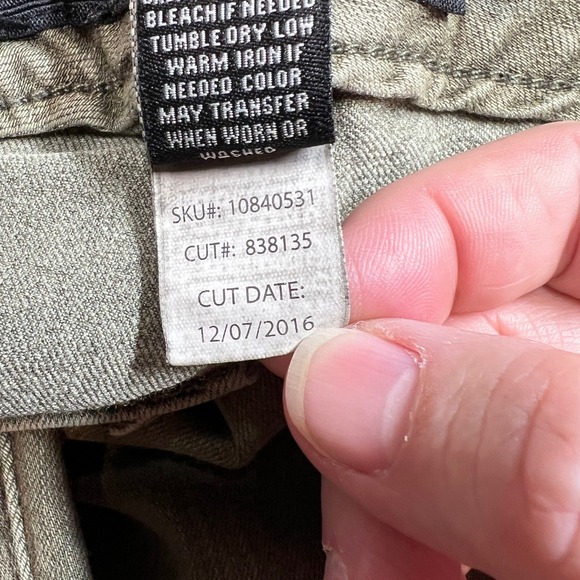 BLEACH IF NEEDED
TUMBLE DRY LOW
WARM IRON IF
NEEDED COLOR
MAY TRANSFER
WHEN WORN OR
WASHED
SKU#: 10840531
CUT#: 838135
CUT DATE:
12/07/2016